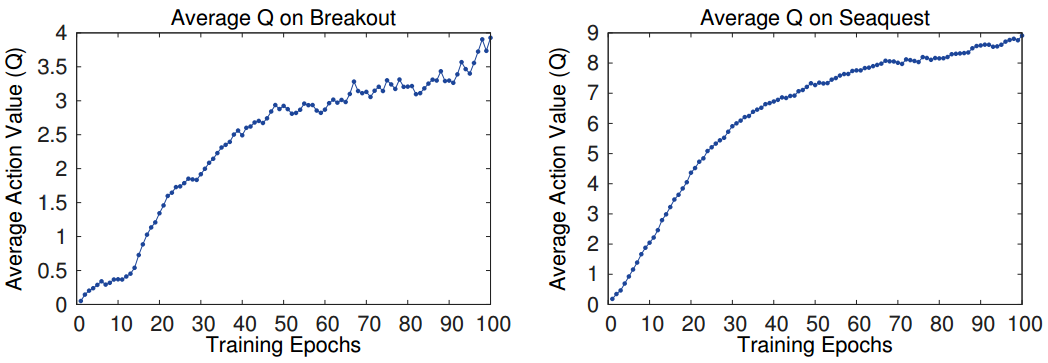 Average Q on Breakout
Average Action Value (Q)
4
3.5
3
2.5
2
1.5
1
0.5
0
0 10 20 30 40 50 60 70 80 90 100
Training Epochs
Average Q on Seaquest
Average Action Value (Q)
9
8
7
6
5
4
3
2
1
0
0 10 20 30 40 50 60 70 80 90 100
Training Epochs